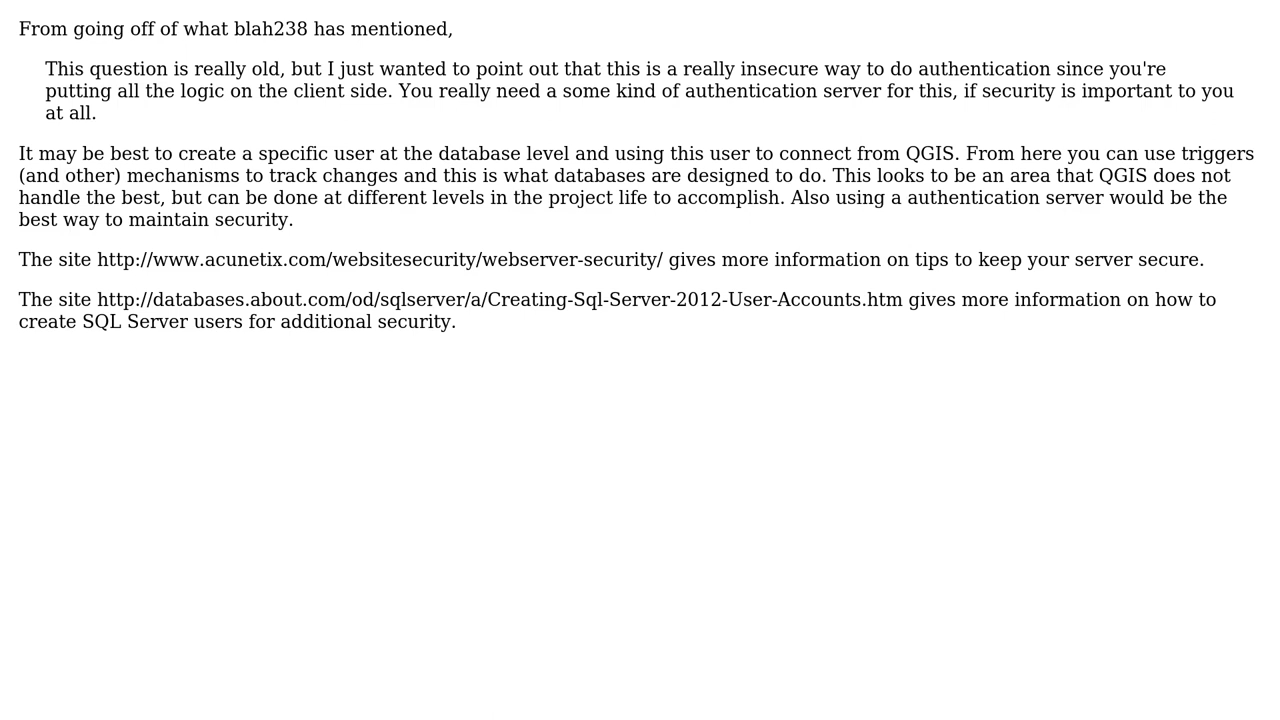 From going off of what blah238 has mentioned,
This question is really old, but I just wanted to point out that this is a really insecure way to do authentication since you're
putting all the logic on the client side. You really need a some kind of authentication server for this, if security is important to you
at all.
It may be best to create a specific user at the database level and using this user to connect from QGIS. From here you can use triggers
(and other) mechanisms to track changes and this is what databases are designed to do. This looks to be an area that QGIS does not
handle the best, but can be done at different levels in the project life to accomplish. Also using a authentication server would be the
best way to maintain security.
The site http://www.acunetix.com/websitesecurity/webserver-security/ gives more information on tips to keep your server secure.
The site http://databases.about.com/od/sqlserver/a/Creating-Sql-Server-2012-User-Accounts.htm gives more information on how to
create SQL Server users for additional security.